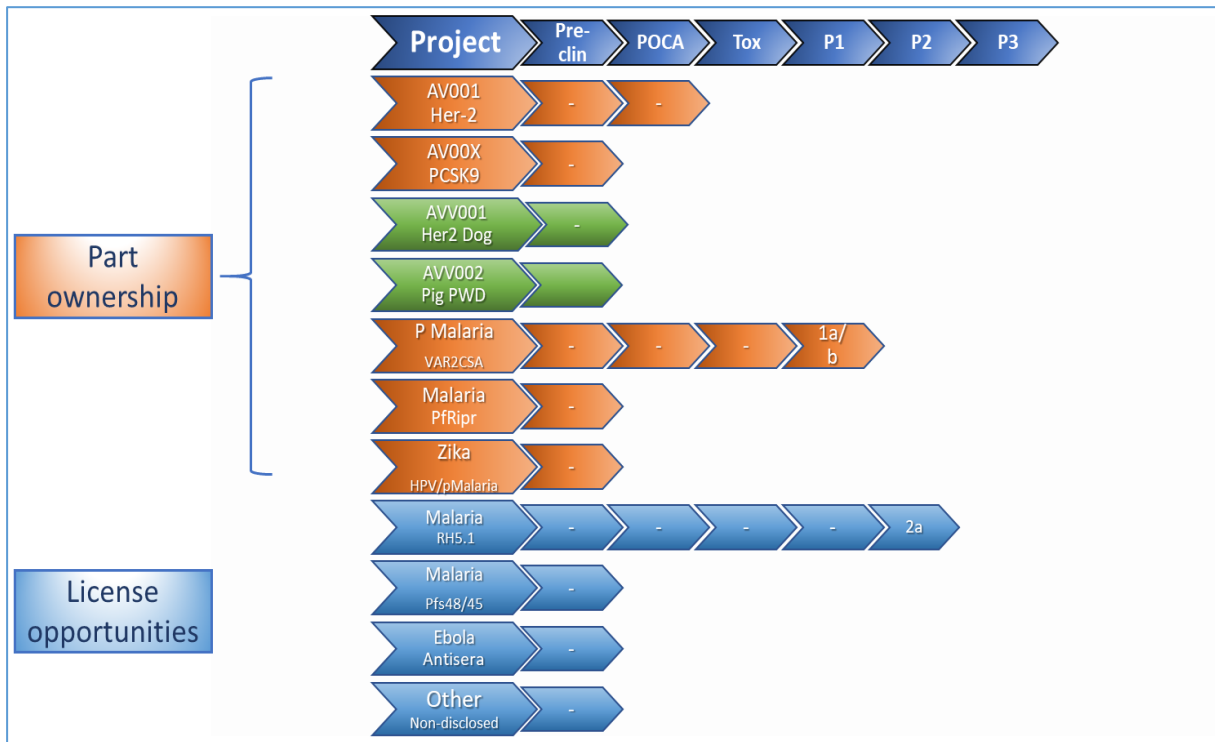 Project
Pre-
clin
POCA
Tox
P1
P2
P3
AV001
Her-2
-
-
AV00X
PCSK9
-
AVV001
Her2 Dog
-
Part
ownership
AVV002
Pig PWD
P Malaria
VAR2CSA
-
-
-
1a/
b
Malaria
PfRipr
-
Zika
HPV/pMalaria
-
Malaria
RH5.1
-
-
-
-
2a
License
opportunities
Malaria
Pfs48/45
-
Ebola
Antisera
-
Other
Non-disclosed
-